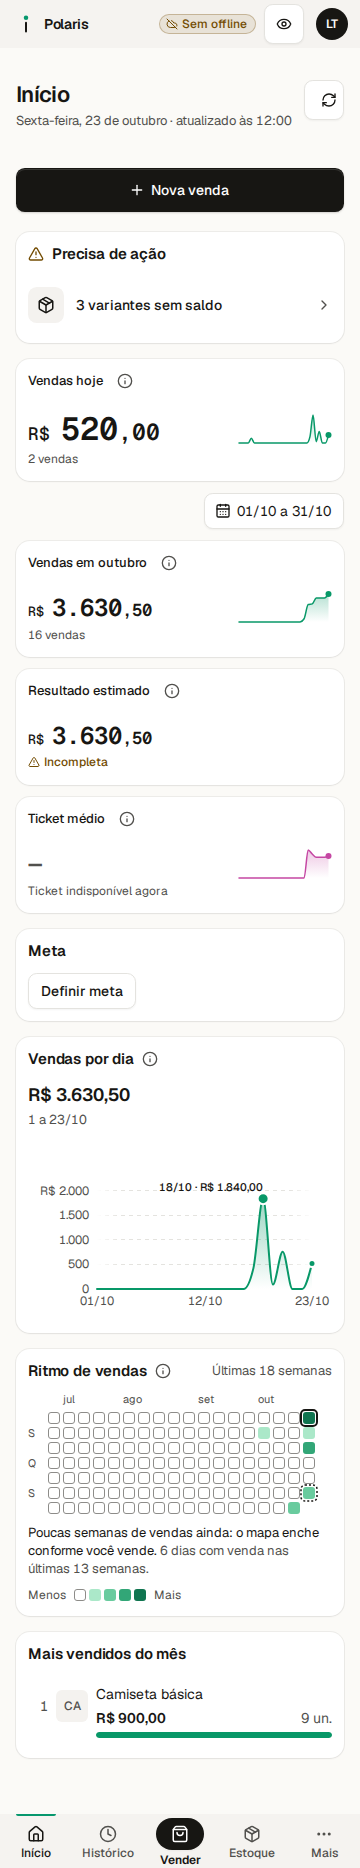 Polaris
Sem offline
LT
Início
Sexta-feira, 23 de outubro · atualizado às 12:00
Nova venda
Precisa de ação
3 variantes sem saldo
Vendas hoje
R$ 520,00
2 vendas
01/10 a 31/10
Vendas em outubro
R$ 3.630,50
16 vendas
Resultado estimado
R$ 3.630,50
Incompleta
Ticket médio
–
Ticket indisponível agora
Meta
Definir meta
Vendas por dia
R$ 3.630,50
1 a 23/10
18/10 · R$ 1.840,00
R$ 2.000
1.500
1.000
500
0
01/10 12/10 23/10
Ritmo de vendas
Últimas 18 semanas
jul ago set out
S
Q
S
Poucas semanas de vendas ainda: o mapa enche
conforme você vende. 6 dias com venda nas
últimas 13 semanas.
Menos Mais
Mais vendidos do mês
1 CA Camiseta básica
R$ 900,00 9 un.
Início Histórico Vender Estoque Mais